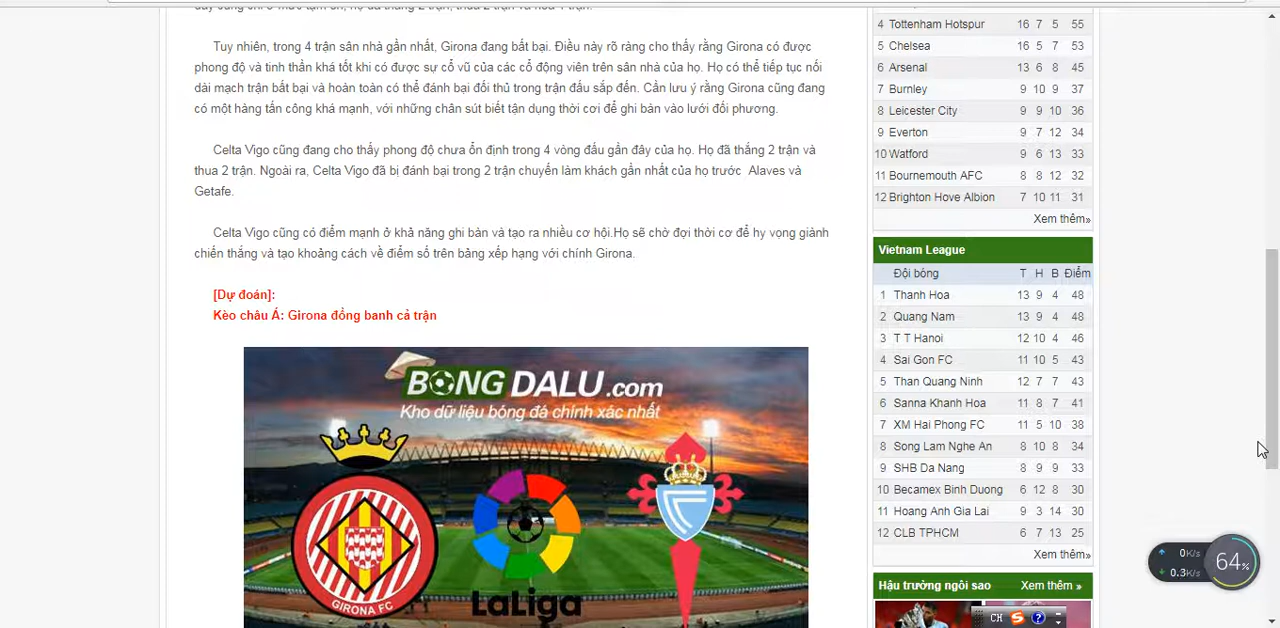 Tuy nhiên, trong 4 trận sân nhà gần nhất, Girona đang bất bại. Điều này rõ ràng cho thấy rằng Girona có được
phong độ và tinh thần khá tốt khi có được sự cổ vũ của các cổ động viên trên sân nhà của họ. Họ có thể tiếp tục nối
dài mạch trận bất bại và hoàn toàn có thể đánh bại đối thủ trong trận đấu sắp đến. Cần lưu ý rằng Girona cũng đang
có một hàng tấn công khá mạnh, với những chân sút biết tận dụng thời cơi để ghi bàn vào lưới đối phương.
Celta Vigo cũng đang cho thấy phong độ chưa ổn định trong 4 vòng đấu gần đây của họ. Họ đã thắng 2 trận và
thua 2 trận. Ngoài ra, Celta Vigo đã bị đánh bại trong 2 trận chuyến làm khách gần nhất của họ trước Alaves và
Getafe.
Celta Vigo cũng có điểm mạnh ở khả năng ghi bàn và tạo ra nhiều cơ hội.Họ sẽ chờ đợi thời cơ để hy vọng giành
chiến thắng và tạo khoảng cách về điểm số trên bảng xếp hạng với chính Girona.
[Dự đoán]:
Kèo châu Á: Girona đồng banh cả trận
BONGDALU.com
Kho dữ liệu bóng đá chính xác nhất
GIRONA FC
LaLiga
4 Tottenham Hotspur 16 7 5 55
5 Chelsea 16 5 7 53
6 Arsenal 13 6 8 45
7 Burnley 9 10 9 37
8 Leicester City 9 9 10 36
9 Everton 9 7 12 34
10 Watford 9 6 13 33
11 Bournemouth AFC 8 8 12 32
12 Brighton Hove Albion 7 10 11 31
Xem thêm»
Vietnam League
Đội bóng T H B Điểm
1 Thanh Hoa 13 9 4 48
2 Quang Nam 13 9 4 48
3 T T Hanoi 12 10 4 46
4 Sai Gon FC 11 10 5 43
5 Than Quang Ninh 12 7 7 43
6 Sanna Khanh Hoa 11 8 7 41
7 XM Hai Phong FC 11 5 10 38
8 Song Lam Nghe An 8 10 8 34
9 SHB Da Nang 8 9 9 33
10 Becamex Binh Duong 6 12 8 30
11 Hoang Anh Gia Lai 9 3 14 30
12 CLB TPHCM 6 7 13 25
Xem thêm»
Hậu trường ngôi sao Xem thêm »
0K/s
0.3K/s
64%
CH